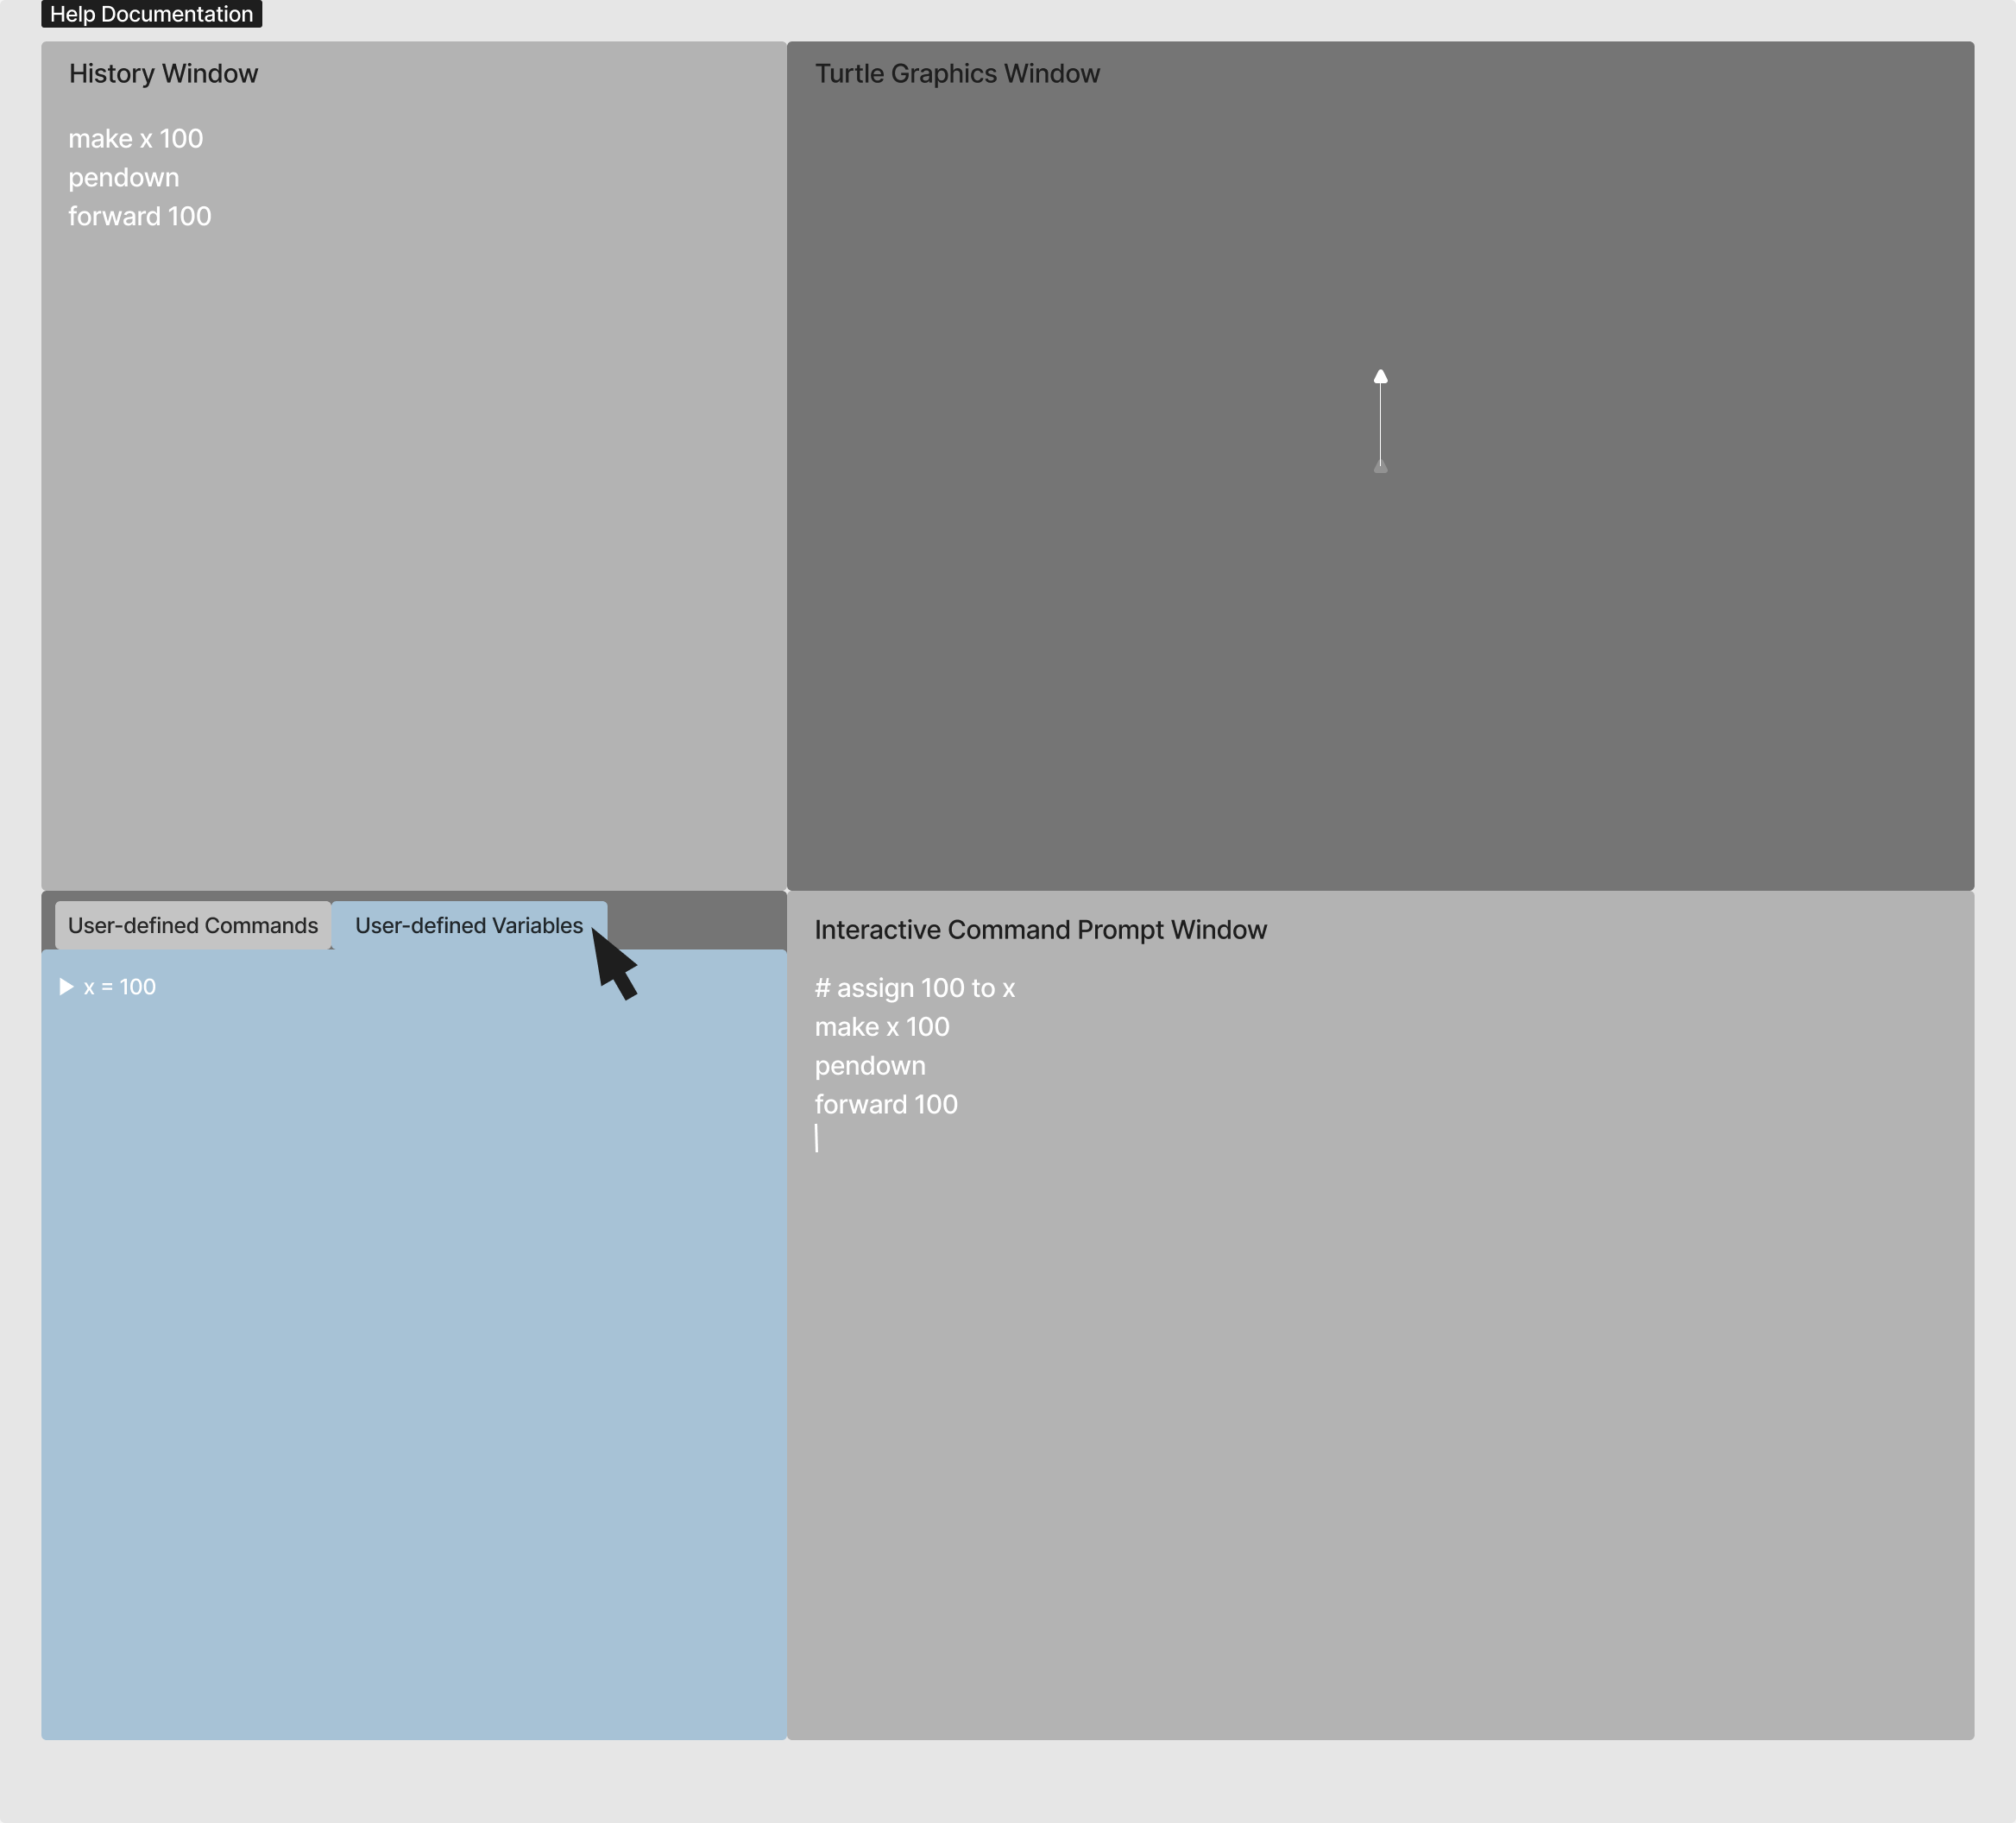 Help Documentation
History Window
make x 100
pendown
forward 100
Turtle Graphics Window
User-defined Commands
User-defined Variables
x = 100
Interactive Command Prompt Window
# assign 100 to x
make x 100
pendown
forward 100